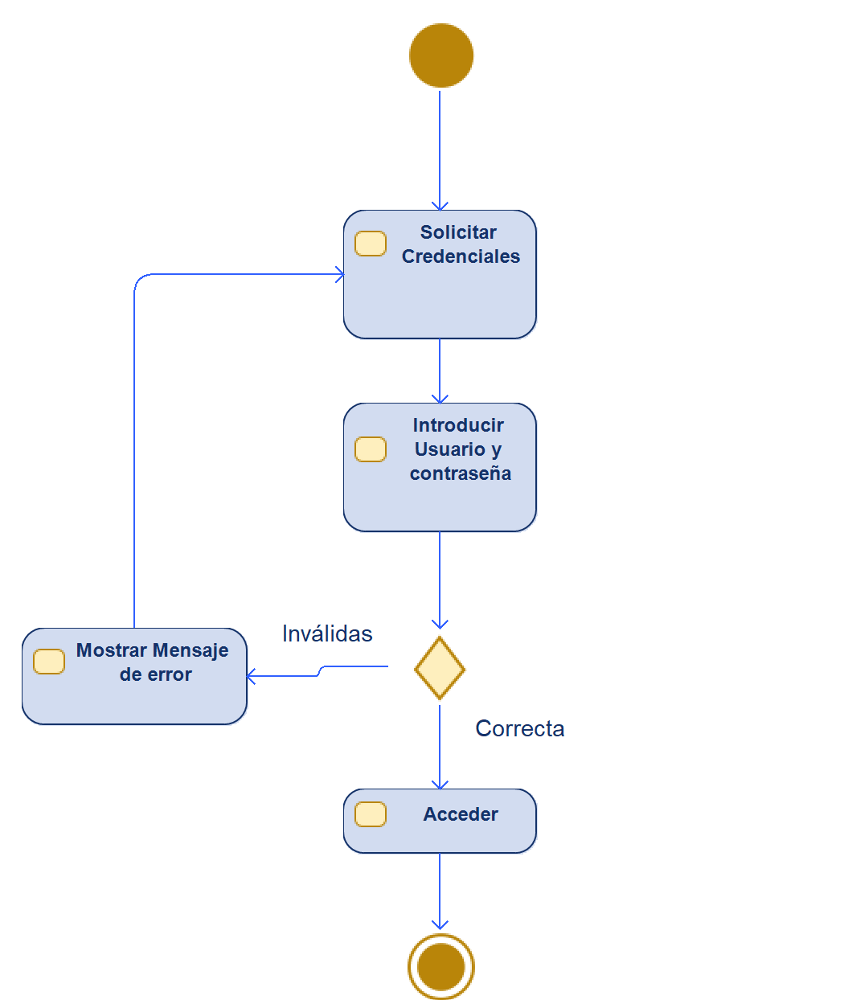 Solicitar
Credenciales
Introducir
Usuario y
contraseña
Inválidas
Mostrar Mensaje
de error
Correcta
Acceder